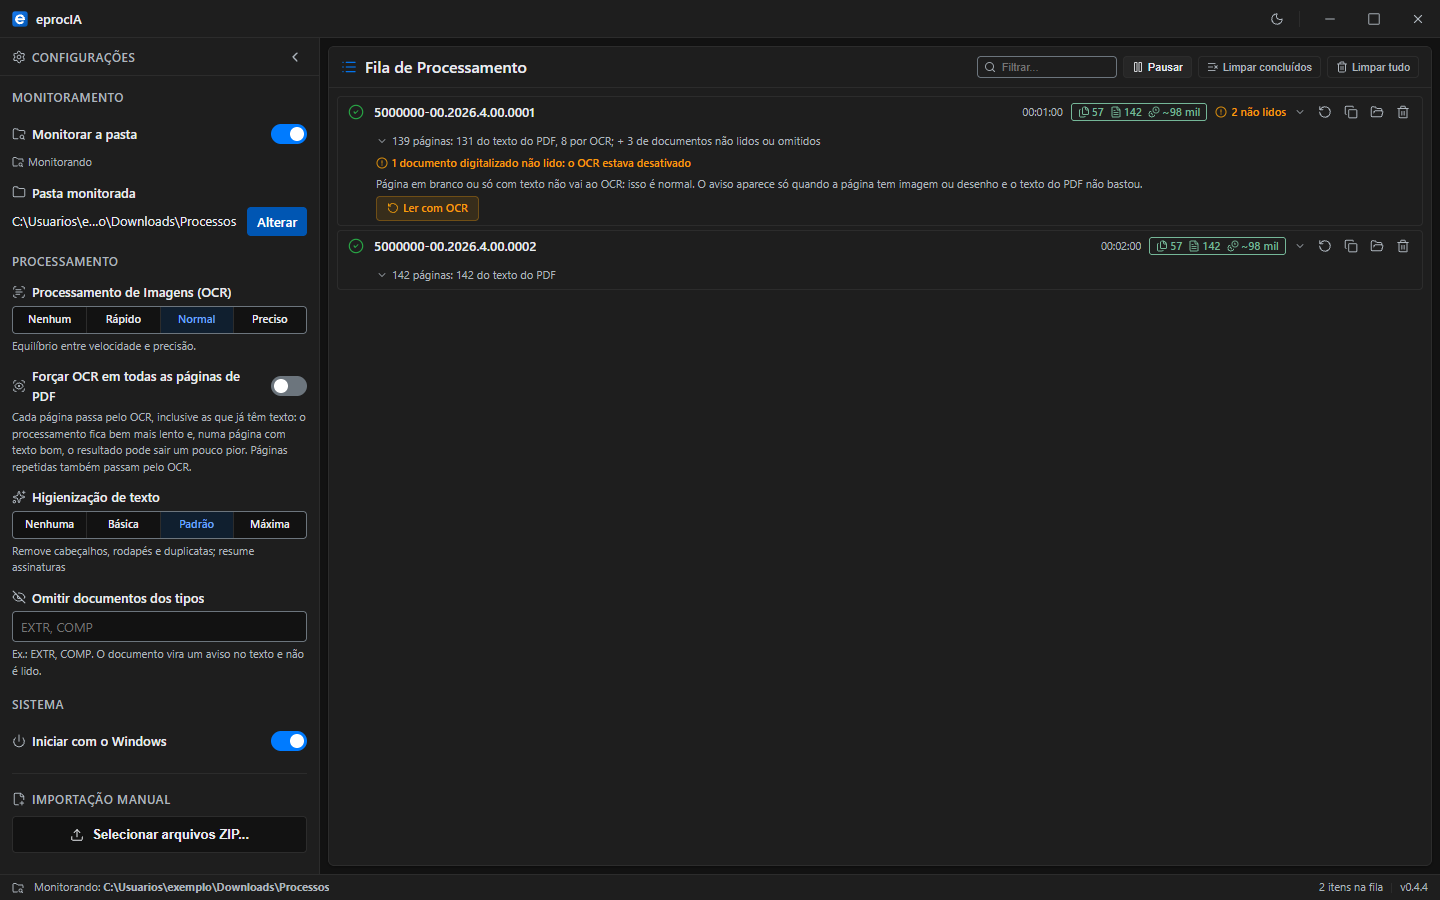 eprocIA
CONFIGURAÇÕES
MONITORAMENTO
Monitorar a pasta
Monitorando
Pasta monitorada
C:\Usuarios\e...o\Downloads\Processos
Alterar
PROCESSAMENTO
Processamento de Imagens (OCR)
Nenhum Rápido Normal Preciso
Equilíbrio entre velocidade e precisão.
Forçar OCR em todas as páginas de
PDF
Cada página passa pelo OCR, inclusive as que já têm texto: o
processamento fica bem mais lento e, numa página com
texto bom, o resultado pode sair um pouco pior. Páginas
repetidas também passam pelo OCR.
Higienização de texto
Nenhuma Básica Padrão Máxima
Remove cabeçalhos, rodapés e duplicatas; resume
assinaturas
Omitir documentos dos tipos
EXTR, COMP
Ex.: EXTR, COMP. O documento vira um aviso no texto e não
é lido.
SISTEMA
Iniciar com o Windows
IMPORTAÇÃO MANUAL
Selecionar arquivos ZIP...
Fila de Processamento
Filtrar...
Pausar
Limpar concluídos
Limpar tudo
5000000-00.2026.4.00.0001
00:01:00 57 142 ~98 mil 2 não lidos
139 páginas: 131 do texto do PDF, 8 por OCR; + 3 de documentos não lidos ou omitidos
1 documento digitalizado não lido: o OCR estava desativado
Página em branco ou só com texto não vai ao OCR: isso é normal. O aviso aparece só quando a página tem imagem ou desenho e o texto do PDF não bastou.
Ler com OCR
5000000-00.2026.4.00.0002
00:02:00 57 142 ~98 mil
142 páginas: 142 do texto do PDF
Monitorando: C:\Usuarios\exemplo\Downloads\Processos
2 itens na fila
v0.4.4